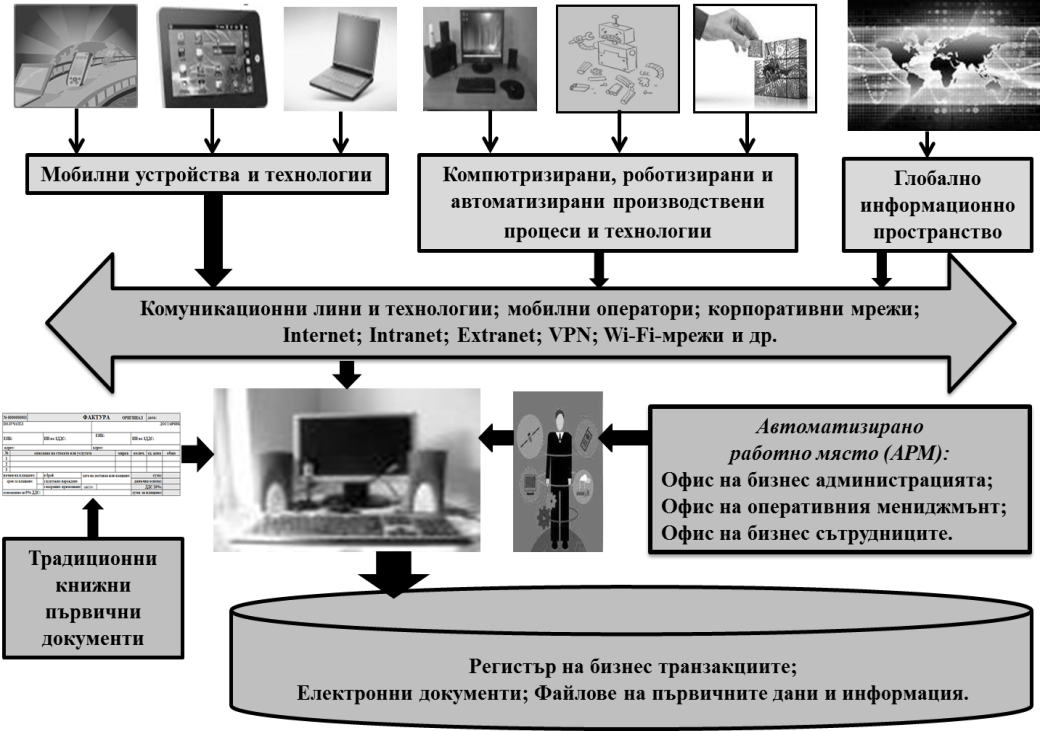 Мобилни устройства и технологии
Компютризирани, роботизирани и
автоматизирани производствени
процеси и технологии
Глобално
информационно
пространство
Комуникационни лини и технологии; мобилни оператори; корпоративни мрежи;
Internet; Intranet; Extranet; VPN; Wi-Fi-мрежи и др.
ФАКТУРА ОРИГИНАЛ
Автоматизирано
работно място (АРМ):
Офис на бизнес администрацията;
Офис на оперативния мениджмънт;
Офис на бизнес сътрудниците.
Традиционни
книжни
първични
документи
Регистър на бизнес транзакциите;
Електронни документи; Файлове на първичните данни и информация.